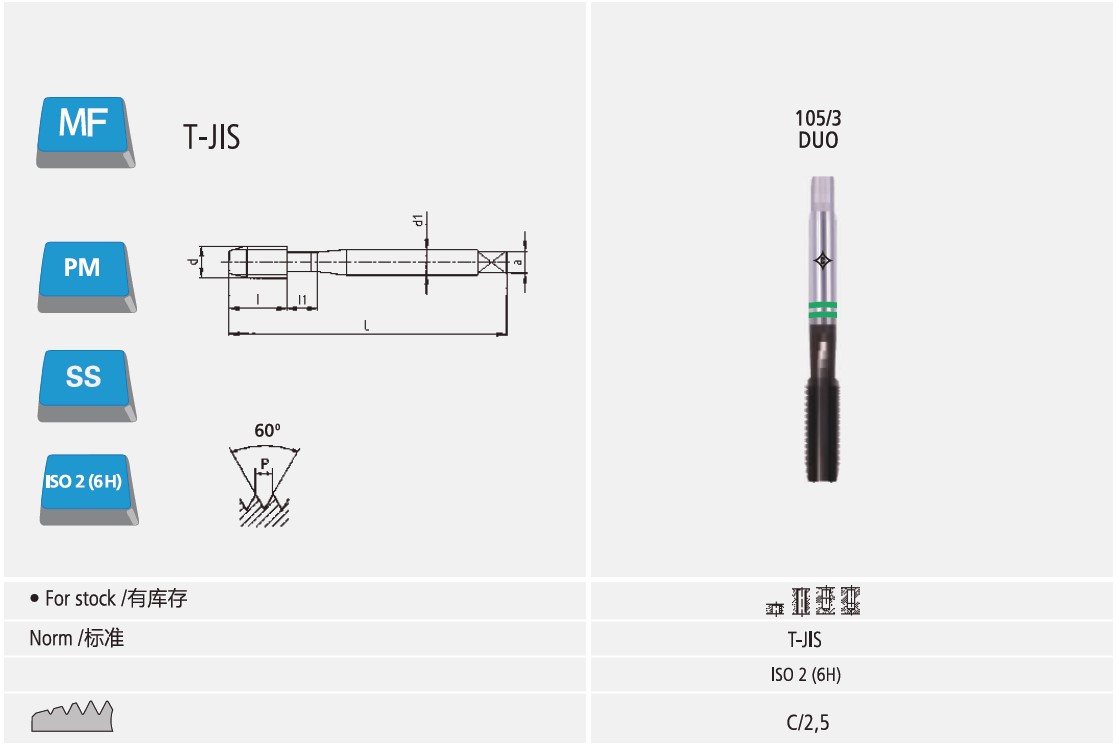 MF
T-JIS
105/3
DUO
PM
d
d1
a
l
l1
L
SS
60°
P
ISO 2 (6H)
• For stock /有库存
Norm /标准
T-JIS
ISO 2 (6H)
C/2,5